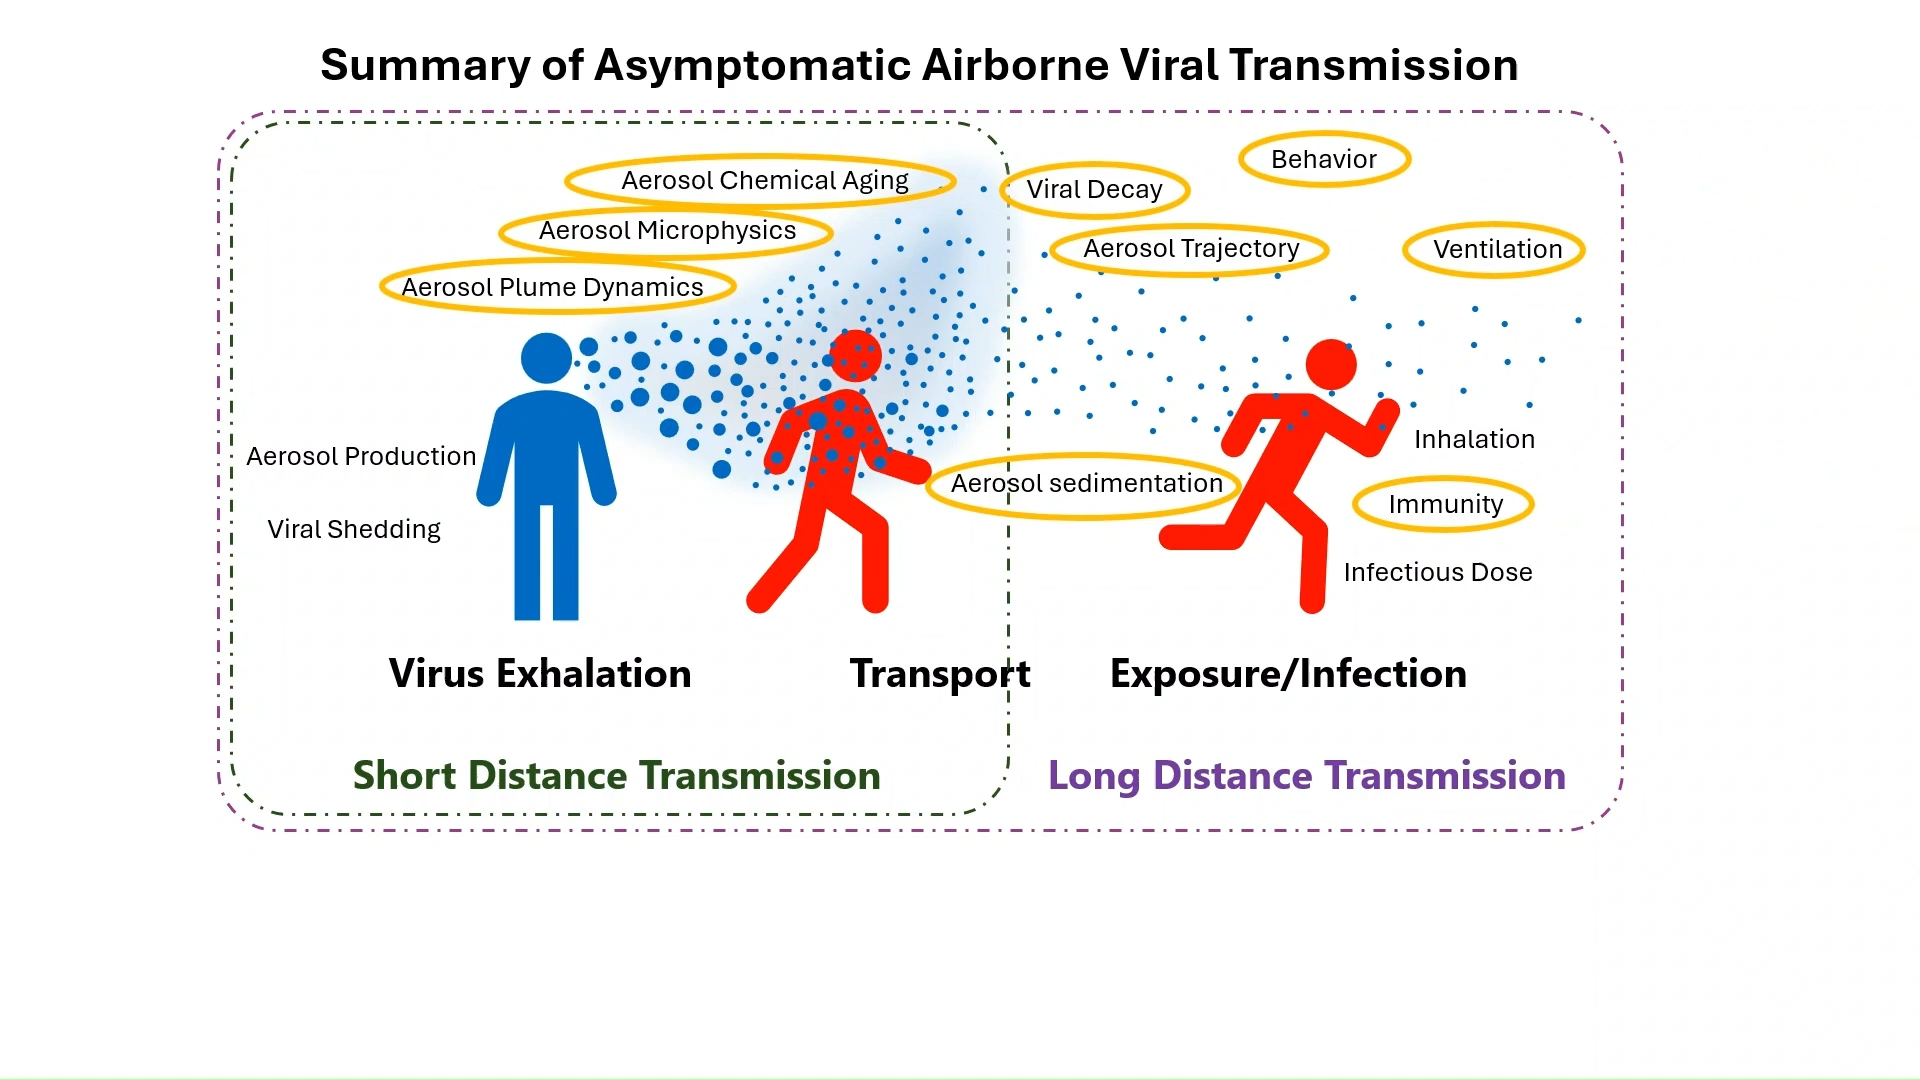 Summary of Asymptomatic Airborne Viral Transmission
Behavior
Aerosol Chemical Aging
Viral Decay
Aerosol Microphysics
Aerosol Trajectory
Ventilation
Aerosol Plume Dynamics
Inhalation
Aerosol Production
Aerosol sedimentation
Immunity
Viral Shedding
Infectious Dose
Virus Exhalation
Transport
Exposure/Infection
Short Distance Transmission
Long Distance Transmission